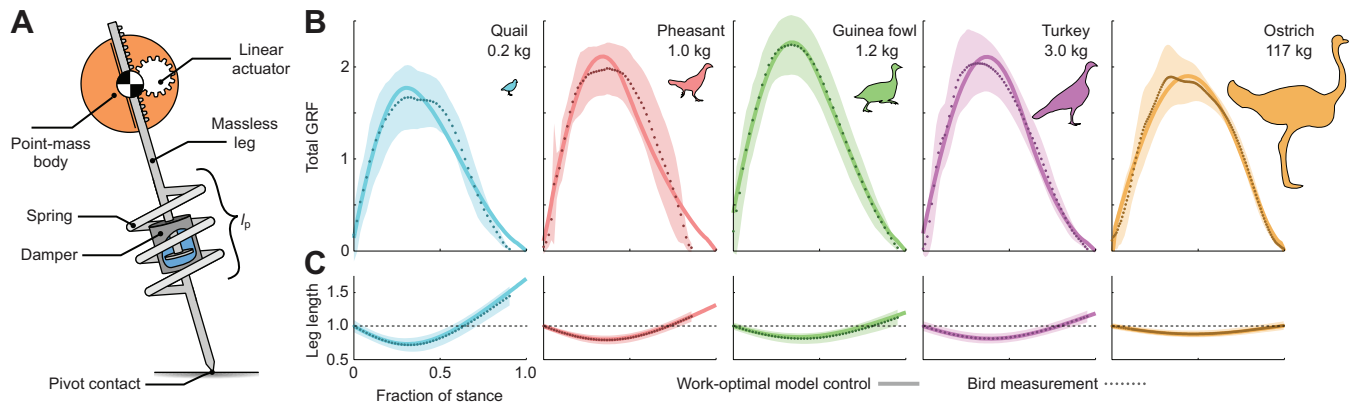 A
Linear
actuator
Point-mass
body
Massless
leg
Spring
Damper
lp
Pivot contact
B
Quail
0.2 kg
Pheasant
1.0 kg
Guinea fowl
1.2 kg
Turkey
3.0 kg
Ostrich
117 kg
Total GRF
2
1
0
C
Leg length
1.5
1.0
0.5
0 0.5 1.0
Fraction of stance
Work-optimal model control
Bird measurement